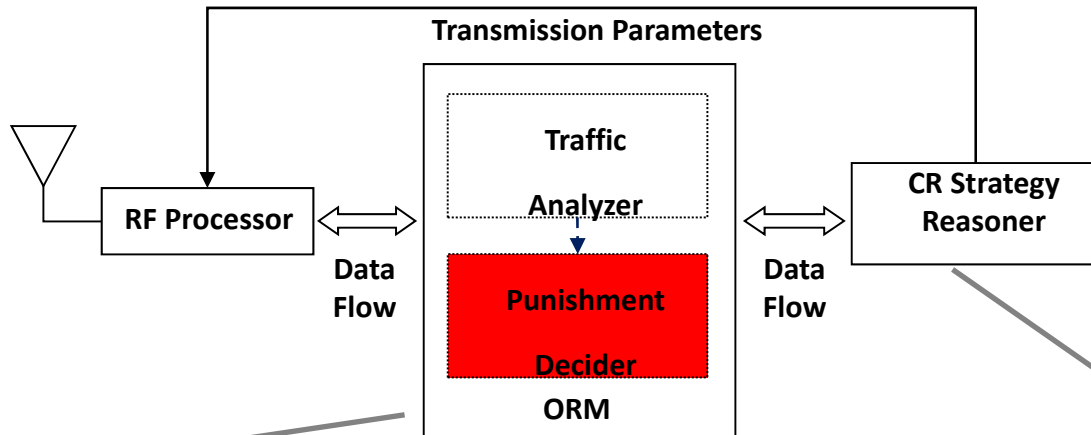 Transmission Parameters
Traffic
Analyzer
RF Processor
CR Strategy
Reasoner
Data
Flow
Data
Flow
Punishment
Decider
ORM